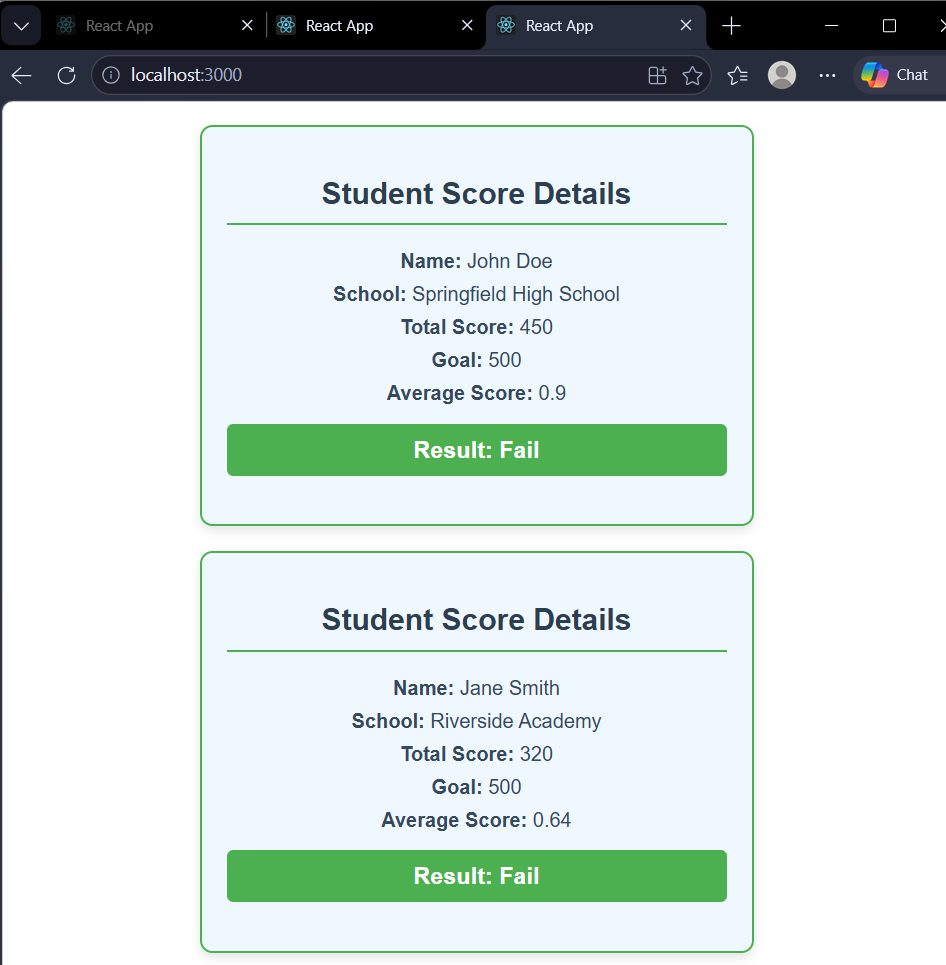 React App
React App
React App
localhost:3000
Chat
Student Score Details
Name: John Doe
School: Springfield High School
Total Score: 450
Goal: 500
Average Score: 0.9
Result: Fail
Student Score Details
Name: Jane Smith
School: Riverside Academy
Total Score: 320
Goal: 500
Average Score: 0.64
Result: Fail